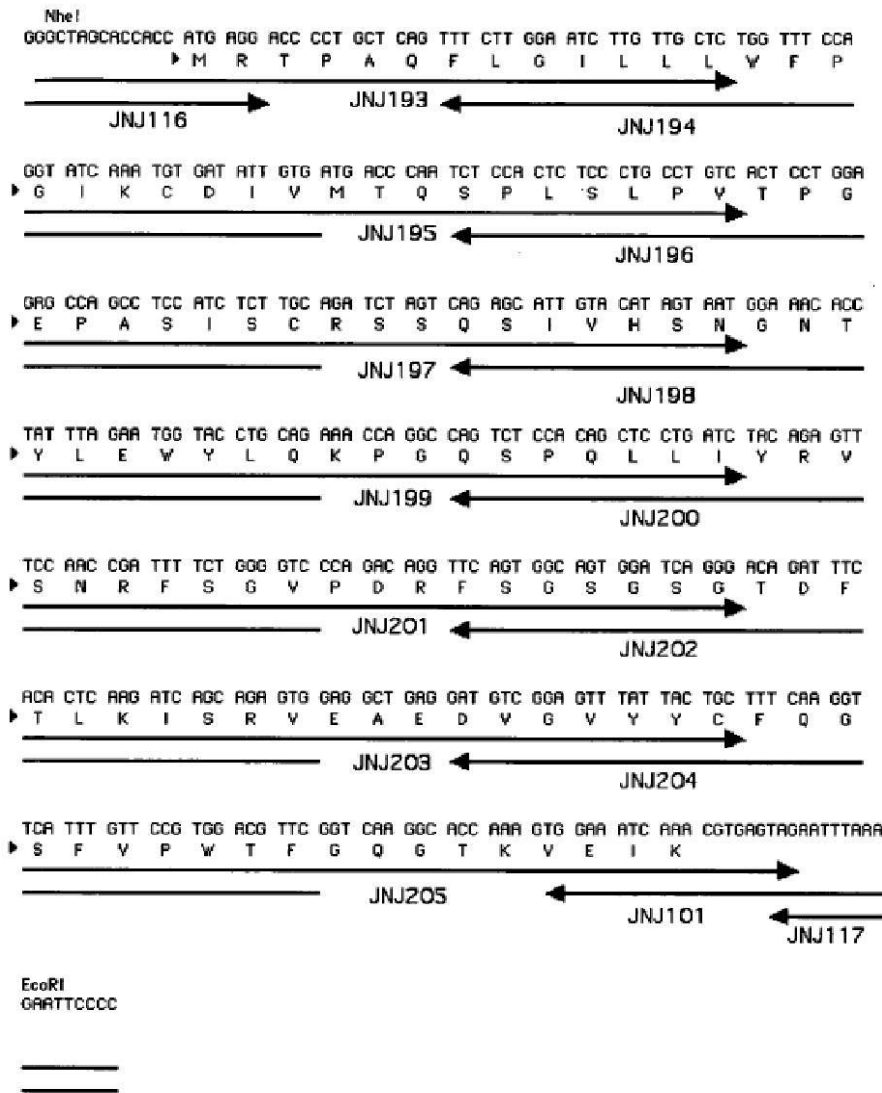 NheI
GGGCTAGCACCACC ATG AGG ACC CCT GCT CAG TTT CTT GGA ATC TTG TTG CTC TGG TTT CCA
M R T P A Q F L G I L L L W F P
JNJ193
JNJ116
JNJ194
GGT ATC AAA TGT GAT ATT GTG ATG ACC CAA TCT CCA CTC TCC CTG CCT GTC ACT CCT GGA
G I K C D I V M T Q S P L S L P V T P G
JNJ195
JNJ196
GAG CCA GCC TCC ATC TCT TGC AGA TCT AGT CAG AGC ATT GTA CAT AGT AAT GGA AAC ACC
E P A S I S C R S S Q S I V H S N G N T
JNJ197
JNJ198
TAT TTA GAA TGG TAC CTG CAG AAA CCA GGC CAG TCT CCA CAG CTC CTG ATC TAC AGA GTT
Y L E W Y L Q K P G Q S P Q L L I Y R V
JNJ199
JNJ200
TCC AAC CGA TTT TCT GGG GTC CCA GAC AGG TTC AGT GGC AGT GGA TCA GGG ACA GAT TTC
S N R F S G V P D R F S G S G S G T D F
JNJ201
JNJ202
ACA CTC AAG ATC AGC AGA GTG GAG GCT GAG GAT GTC GGA GTT TAT TAC TGC TTT CAA GGT
T L K I S R V E A E D V G V Y Y C F Q G
JNJ203
JNJ204
TCA TTT GTT CCG TGG ACG TTC GGT CAA GGC ACC AAA GTG GAA ATC AAA CGTGAGTAGAATTTAAA
S F V P W T F G Q G T K V E I K
JNJ205
JNJ101
JNJ117
EcoRI
GAATTCCCC